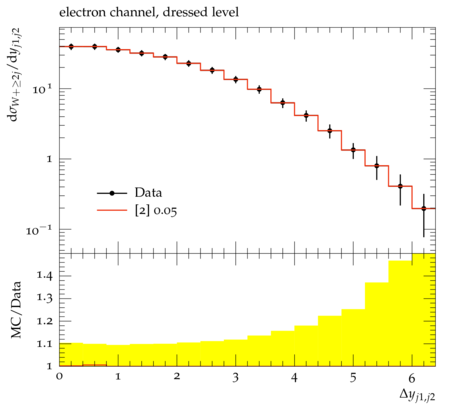 electron channel, dressed level
dσ_{W+≥2j}/dy_{j1,j2}
10^1
1
10^{-1}
Data
[2] 0.05
MC/Data
1.4
1.3
1.2
1.1
1
0 1 2 3 4 5 6
Δy_{j1,j2}